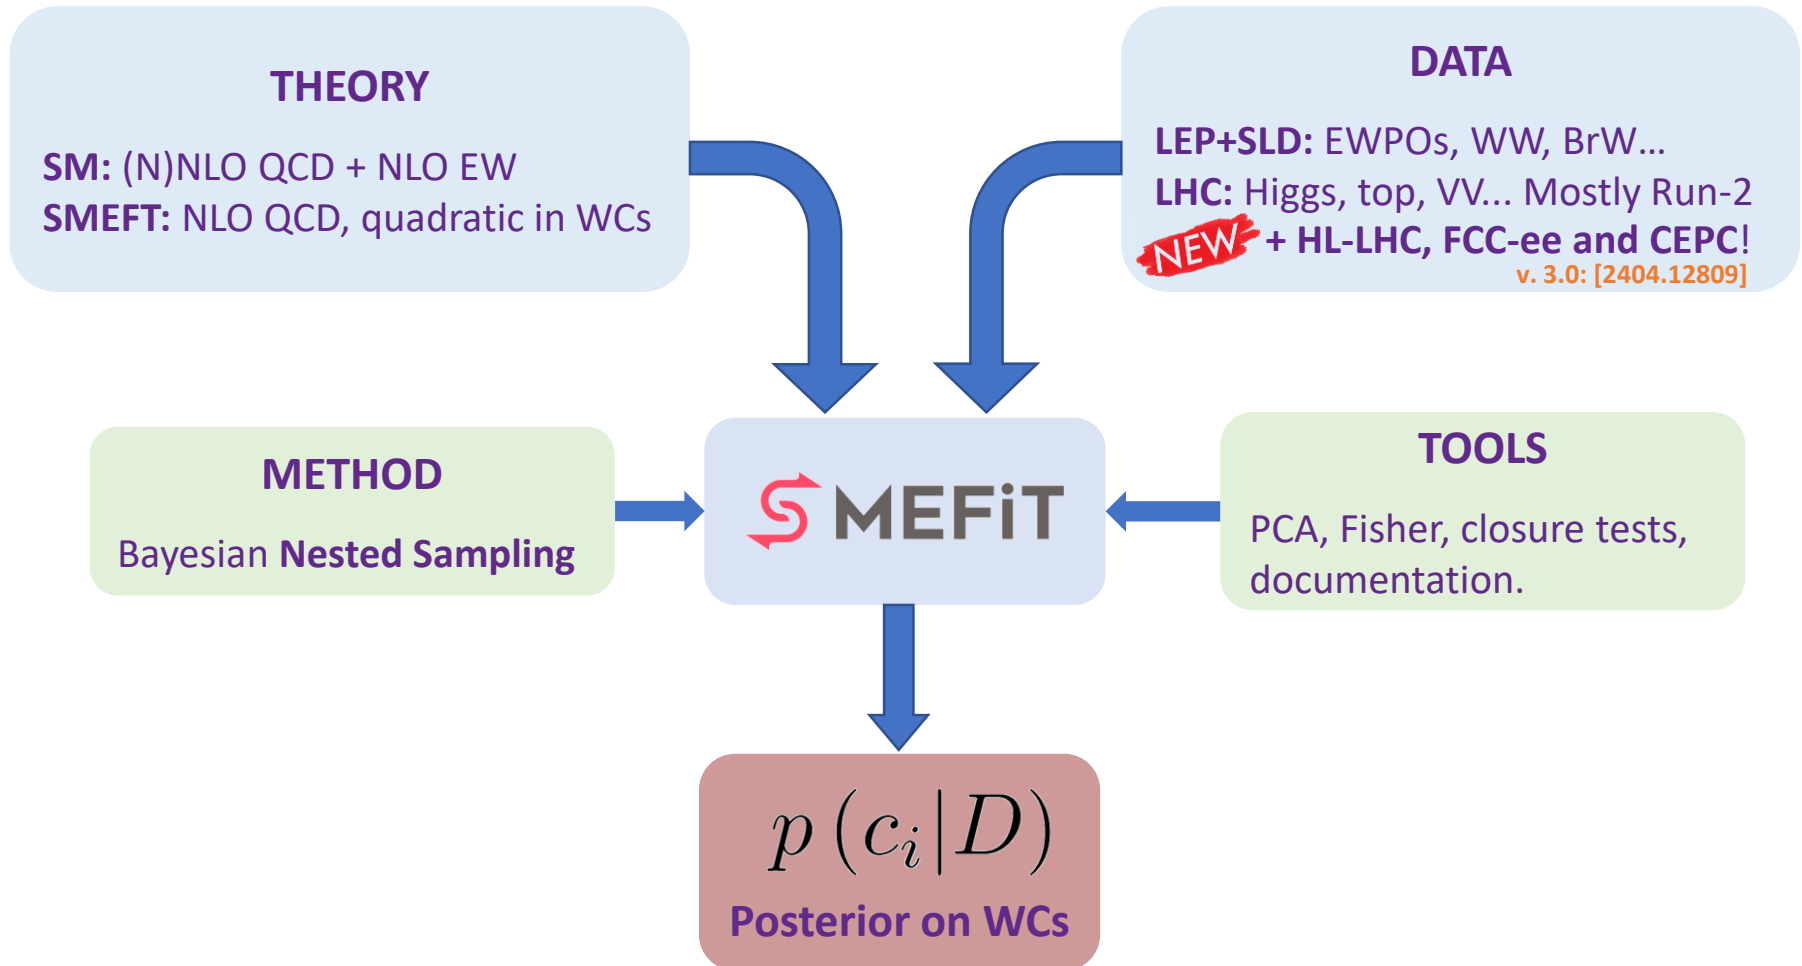 THEORY
SM: (N)NLO QCD + NLO EW
SMEFT: NLO QCD, quadratic in WCs
DATA
LEP+SLD: EWPOs, WW, BrW...
LHC: Higgs, top, VV... Mostly Run-2
NEW + HL-LHC, FCC-ee and CEPC!
v. 3.0: [2404.12809]
METHOD
Bayesian Nested Sampling
SMEFiT
TOOLS
PCA, Fisher, closure tests,
documentation.
p (c_i|D)
Posterior on WCs